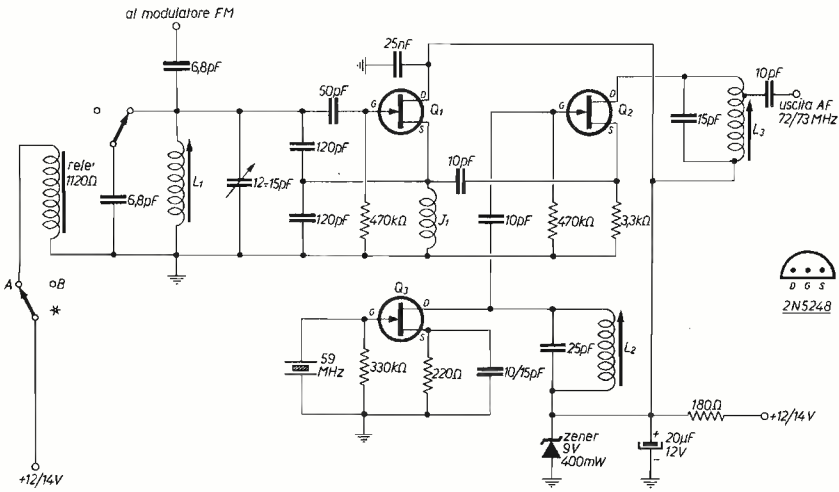 al modulatore FM
6,8pF
25nF
50pF
G
D
S
Q1
G
D
S
Q2
10pF
uscita AF
72/73 MHz
15pF
L3
rele'
1120Ω
6,8pF
L1
12÷15pF
120pF
120pF
470kΩ
J1
10pF
10pF
470kΩ
3,3kΩ
A
B
*
D G S
2N5248
Q3
G
D
S
59
MHz
330kΩ
220Ω
10/15pF
25pF
L2
180Ω
+12/14V
zener
9V
400mW
+
20µF
12V
-
+12/14V